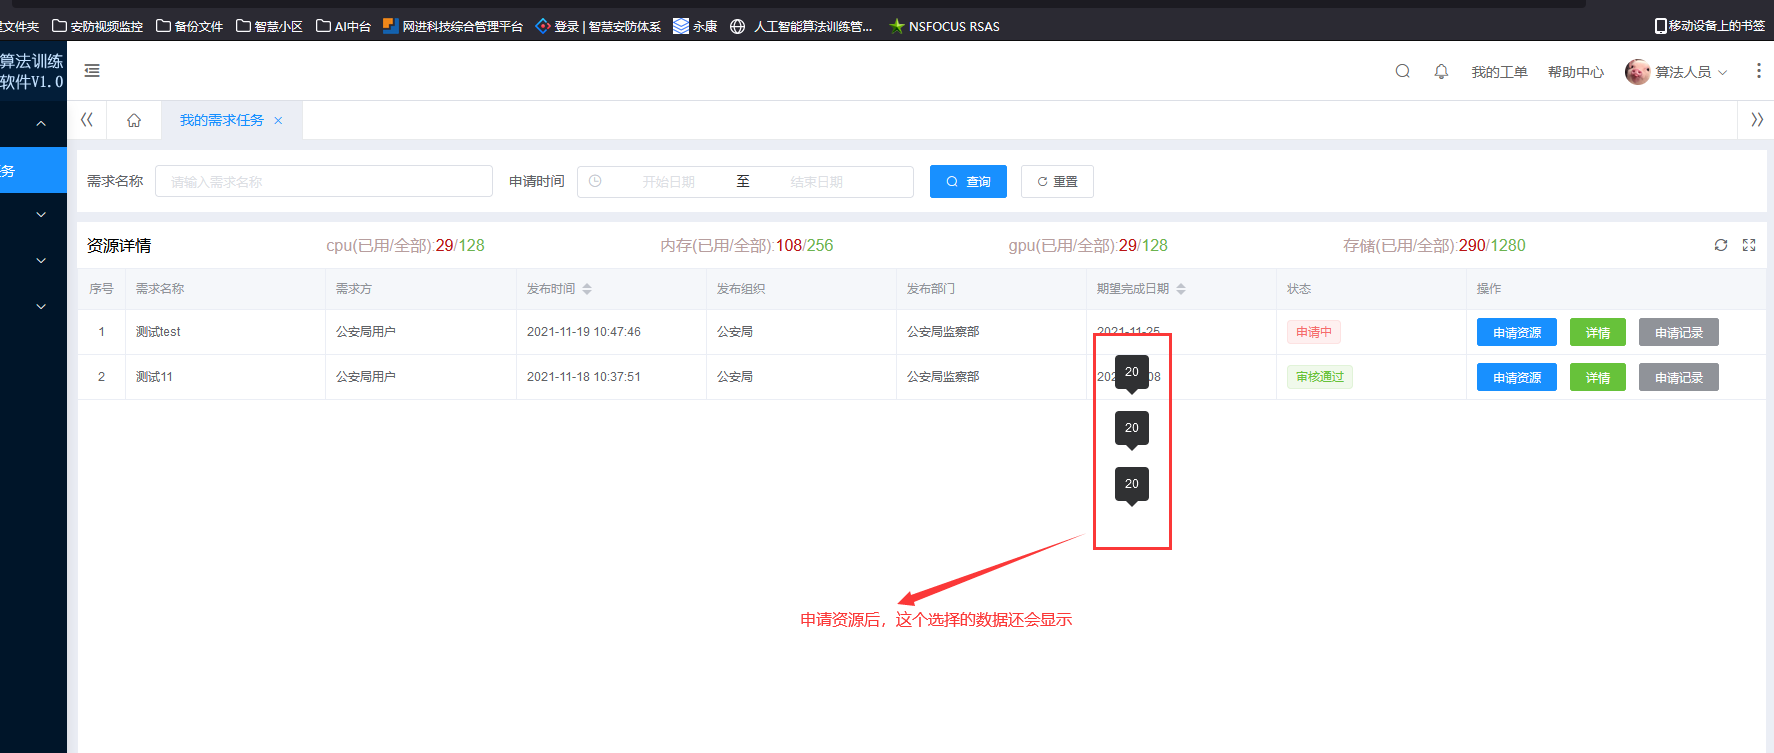 文件夹 安防视频监控 备份文件 智慧小区 AI中台 网进科技综合管理平台 登录 | 智慧安防体系 永康 人工智能算法训练管... NSFOCUS RSAS 移动设备上的书签
算法训练
软件V1.0
我的工单 帮助中心 算法人员
我的需求任务 ×
务
需求名称 请输入需求名称 申请时间 开始日期 至 结束日期 查询 重置
资源详情 cpu(已用/全部):29/128 内存(已用/全部):108/256 gpu(已用/全部):29/128 存储(已用/全部):290/1280
序号 需求名称 需求方 发布时间 发布组织 发布部门 期望完成日期 状态 操作
1 测试test 公安局用户 2021-11-19 10:47:46 公安局 公安局监察部 2021-11-25 申请中 申请资源 详情 申请记录
2 测试11 公安局用户 2021-11-18 10:37:51 公安局 公安局监察部 202 08 审核通过 申请资源 详情 申请记录
20
20
20
申请资源后，这个选择的数据还会显示